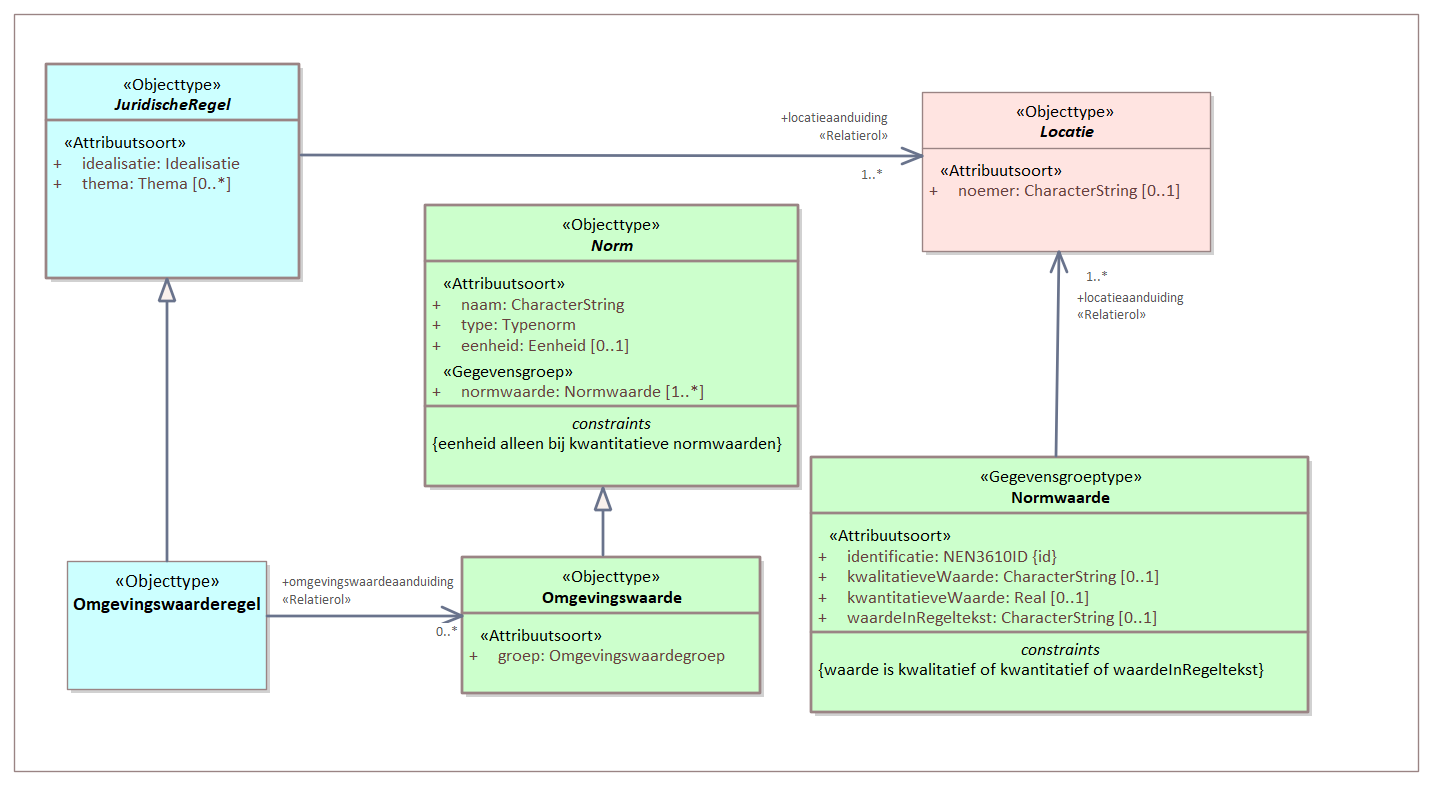 «Objecttype»
JuridischeRegel
«Attribuutsoort»
+ idealisatie: Idealisatie
+ thema: Thema [0..*]
+locatieaanduiding
«Relatierol»
1..*
«Objecttype»
Locatie
«Attribuutsoort»
+ noemer: CharacterString [0..1]
«Objecttype»
Norm
«Attribuutsoort»
+ naam: CharacterString
+ type: Typenorm
+ eenheid: Eenheid [0..1]
«Gegevensgroep»
+ normwaarde: Normwaarde [1..*]
constraints
{eenheid alleen bij kwantitatieve normwaarden}
1..*
+locatieaanduiding
«Relatierol»
«Objecttype»
Omgevingswaarderegel
+omgevingswaardeaanduiding
«Relatierol»
0..*
«Objecttype»
Omgevingswaarde
«Attribuutsoort»
+ groep: Omgevingswaardegroep
«Gegevensgroeptype»
Normwaarde
«Attribuutsoort»
+ identificatie: NEN3610ID {id}
+ kwalitatieveWaarde: CharacterString [0..1]
+ kwantitatieveWaarde: Real [0..1]
+ waardeInRegeltekst: CharacterString [0..1]
constraints
{waarde is kwalitatief of kwantitatief of waardeInRegeltekst}